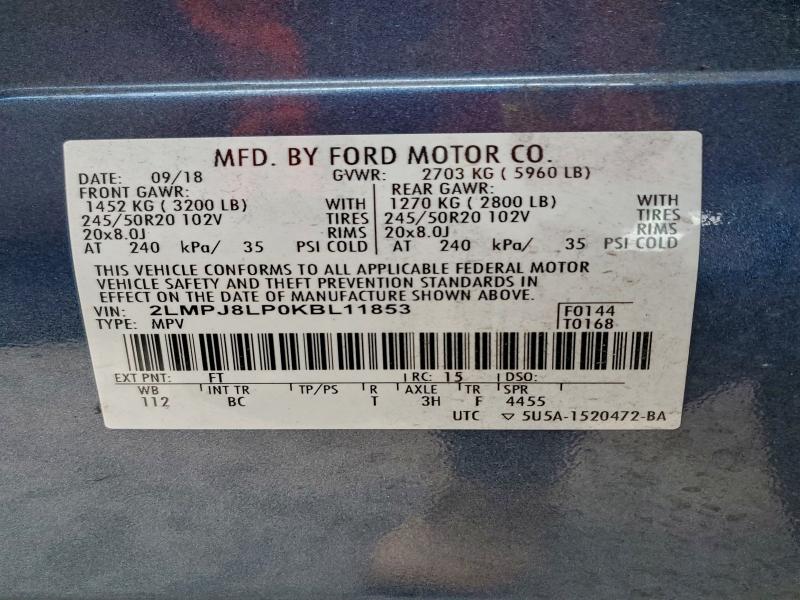 MFD. BY FORD MOTOR CO.
DATE: 09/18 GVWR: 2703 KG ( 5960 LB)
FRONT GAWR: REAR GAWR:
1452 KG ( 3200 LB) WITH 1270 KG ( 2800 LB) WITH
245/50R20 102V TIRES 245/50R20 102V TIRES
20x8.0J RIMS 20x8.0J RIMS
AT 240 kPa/ 35 PSI COLD AT 240 kPa/ 35 PSI COLD
THIS VEHICLE CONFORMS TO ALL APPLICABLE FEDERAL MOTOR
VEHICLE SAFETY AND THEFT PREVENTION STANDARDS IN
EFFECT ON THE DATE OF MANUFACTURE SHOWN ABOVE.
VIN: 2LMPJ8LP0KBL11853 F0144
TYPE: MPV T0168
EXT PNT: FT RC: 15 DSO:
WB INT TR TP/PS R AXLE TR SPR
112 BC T 3H F 4455
UTC ▽ 5U5A-1520472-BA